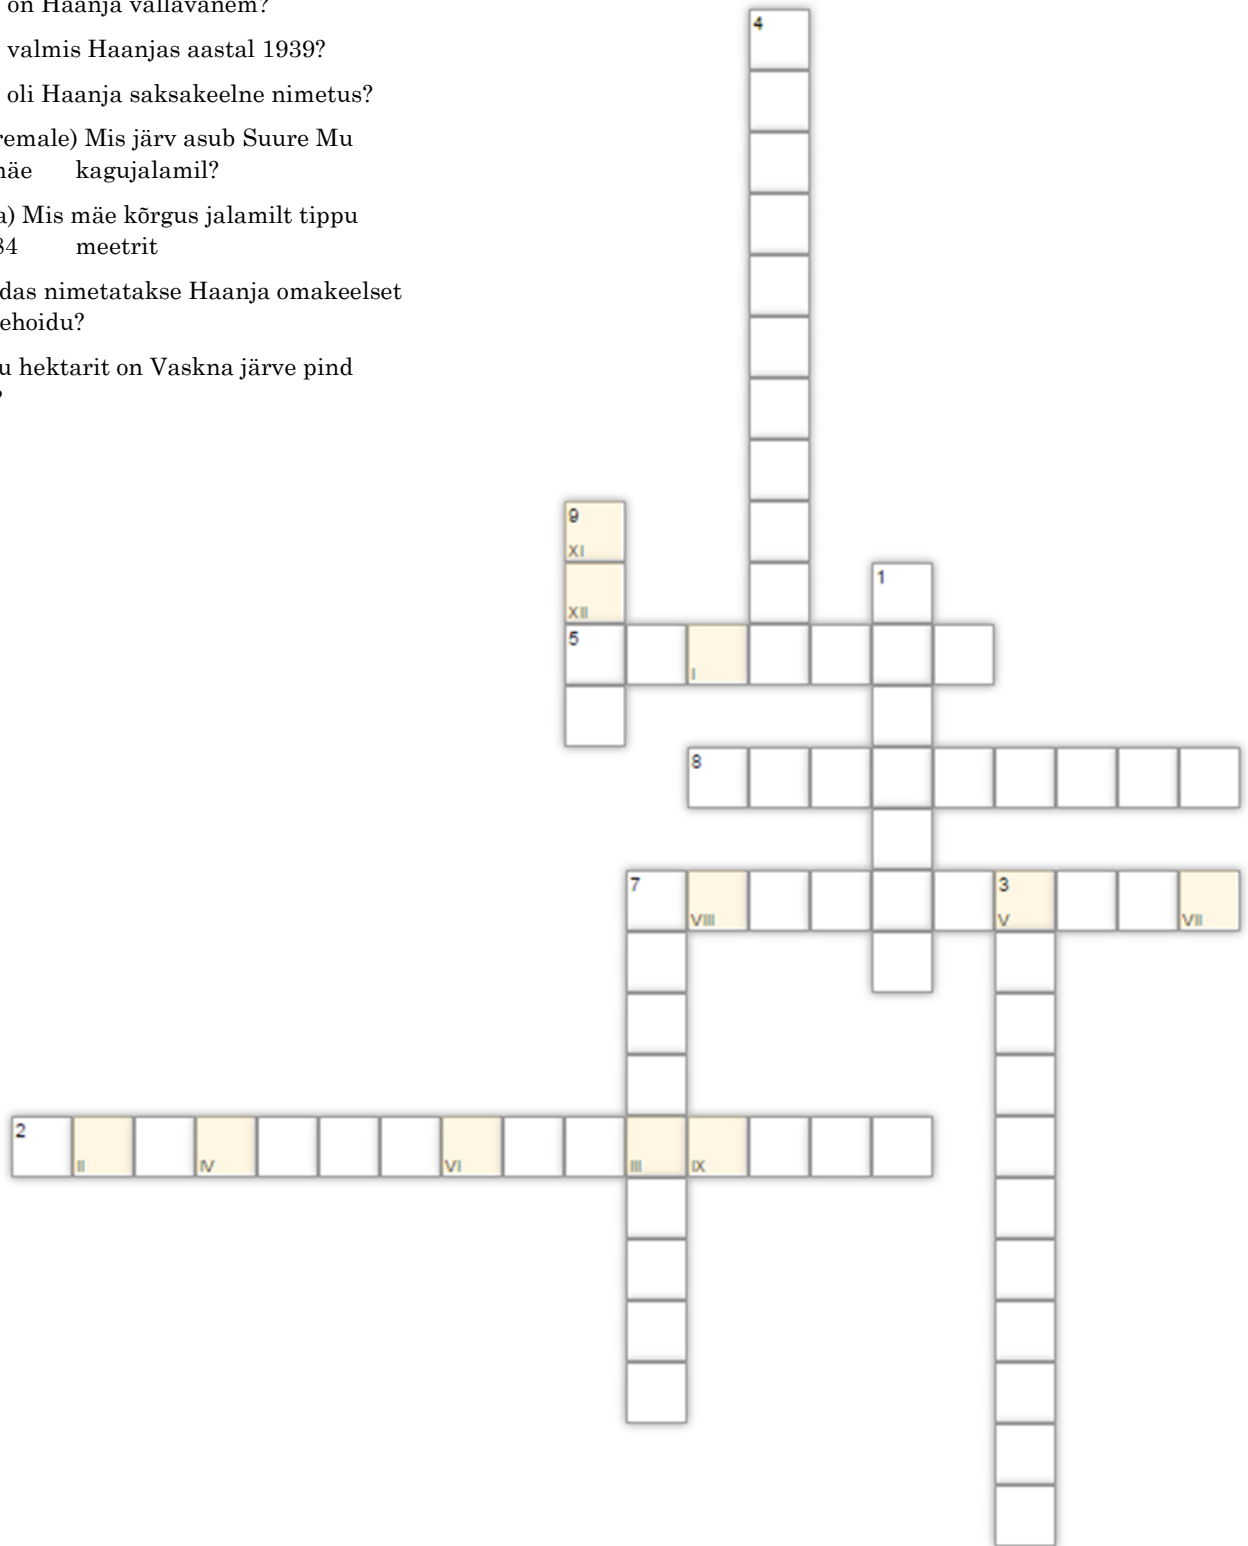 on Haanja vallavanem?
valmis Haanjas aastal 1939?
oli Haanja saksakeelne nimetus?
remale) Mis järv asub Suure Mu
näe kagujalamil?
a) Mis mäe kõrgus jalamilt tippu
84 meetrit
das nimetatakse Haanja omakeelset
ehoidu?
u hektarit on Vaskna järve pind
?
4
9
XI
XII
1
5
I
8
7
VIII
3
V
VII
2
II
IV
VI
III
IX